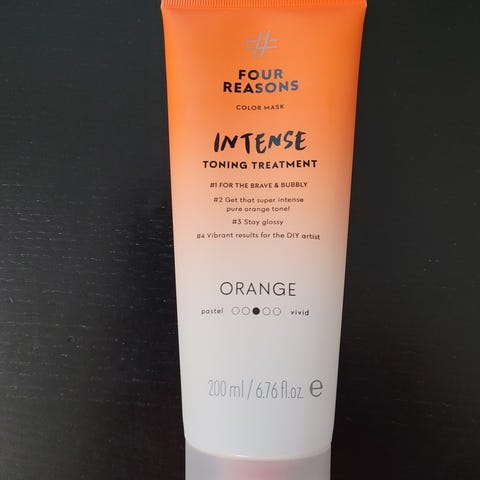 FOUR
REASONS
COLOR MASK
INTENSE
TONING TREATMENT
#1 FOR THE BRAVE & BUBBLY
#2 Get that super intense
pure orange tone!
#3 Stay glossy
#4 Vibrant results for the DIY artist
ORANGE
pastel ○○●○○ vivid
200 ml / 6.76 fl.oz. ℮